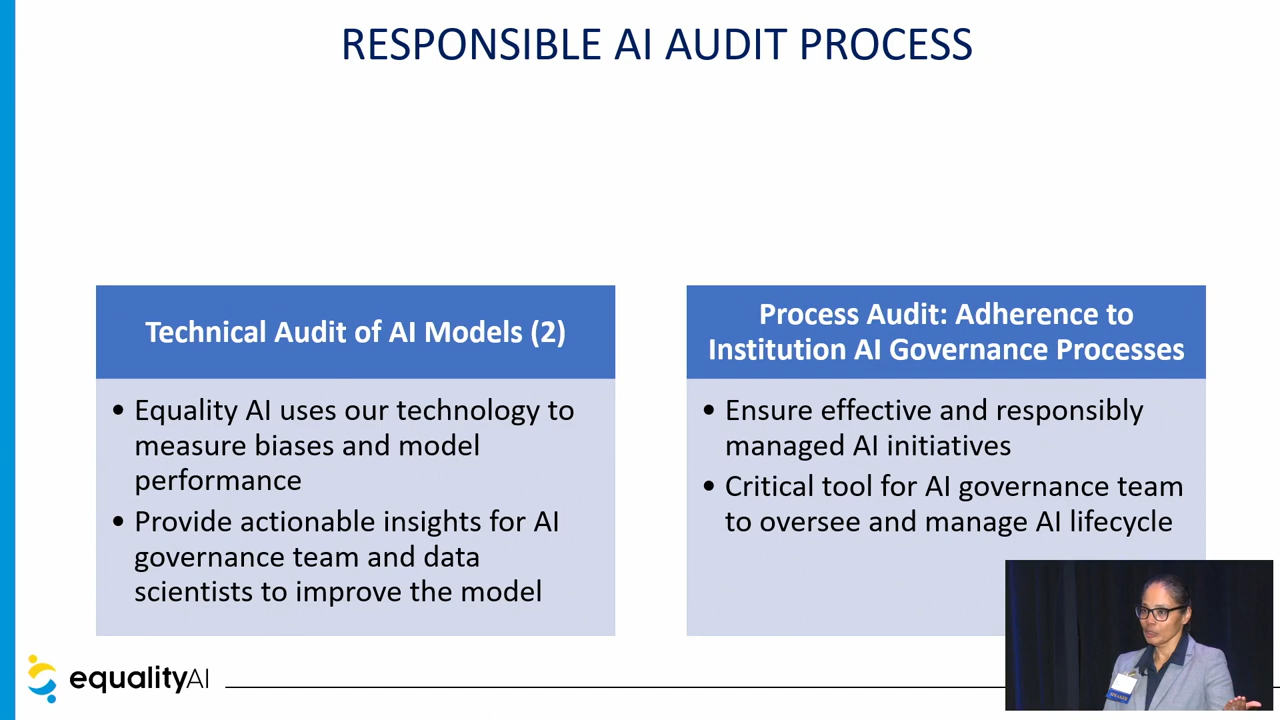 RESPONSIBLE AI AUDIT PROCESS
Technical Audit of AI Models (2)
• Equality AI uses our technology to
measure biases and model
performance
• Provide actionable insights for AI
governance team and data
scientists to improve the model
Process Audit: Adherence to
Institution AI Governance Processes
• Ensure effective and responsibly
managed AI initiatives
• Critical tool for AI governance team
to oversee and manage AI lifecycle
equalityAI
SPEAKER